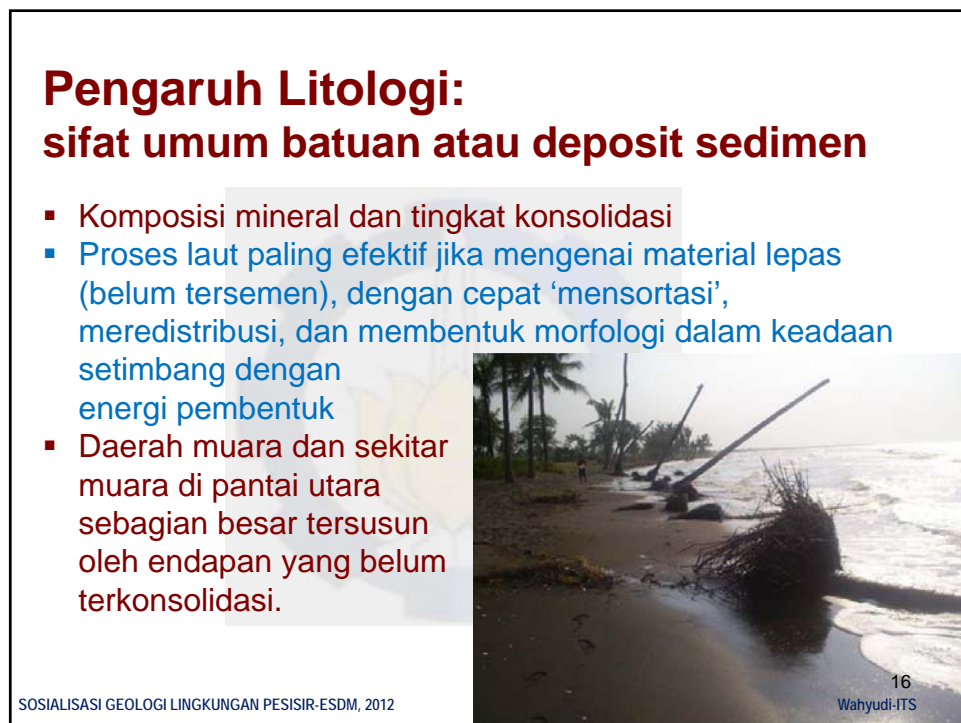 Pengaruh Litologi:
sifat umum batuan atau deposit sedimen
▪ Komposisi mineral dan tingkat konsolidasi
▪ Proses laut paling efektif jika mengenai material lepas
(belum tersemen), dengan cepat ‘mensortasi’,
meredistribusi, dan membentuk morfologi dalam keadaan
setimbang dengan
energi pembentuk
▪ Daerah muara dan sekitar
muara di pantai utara
sebagian besar tersusun
oleh endapan yang belum
terkonsolidasi.
16
SOSIALISASI GEOLOGI LINGKUNGAN PESISIR-ESDM, 2012
Wahyudi-ITS